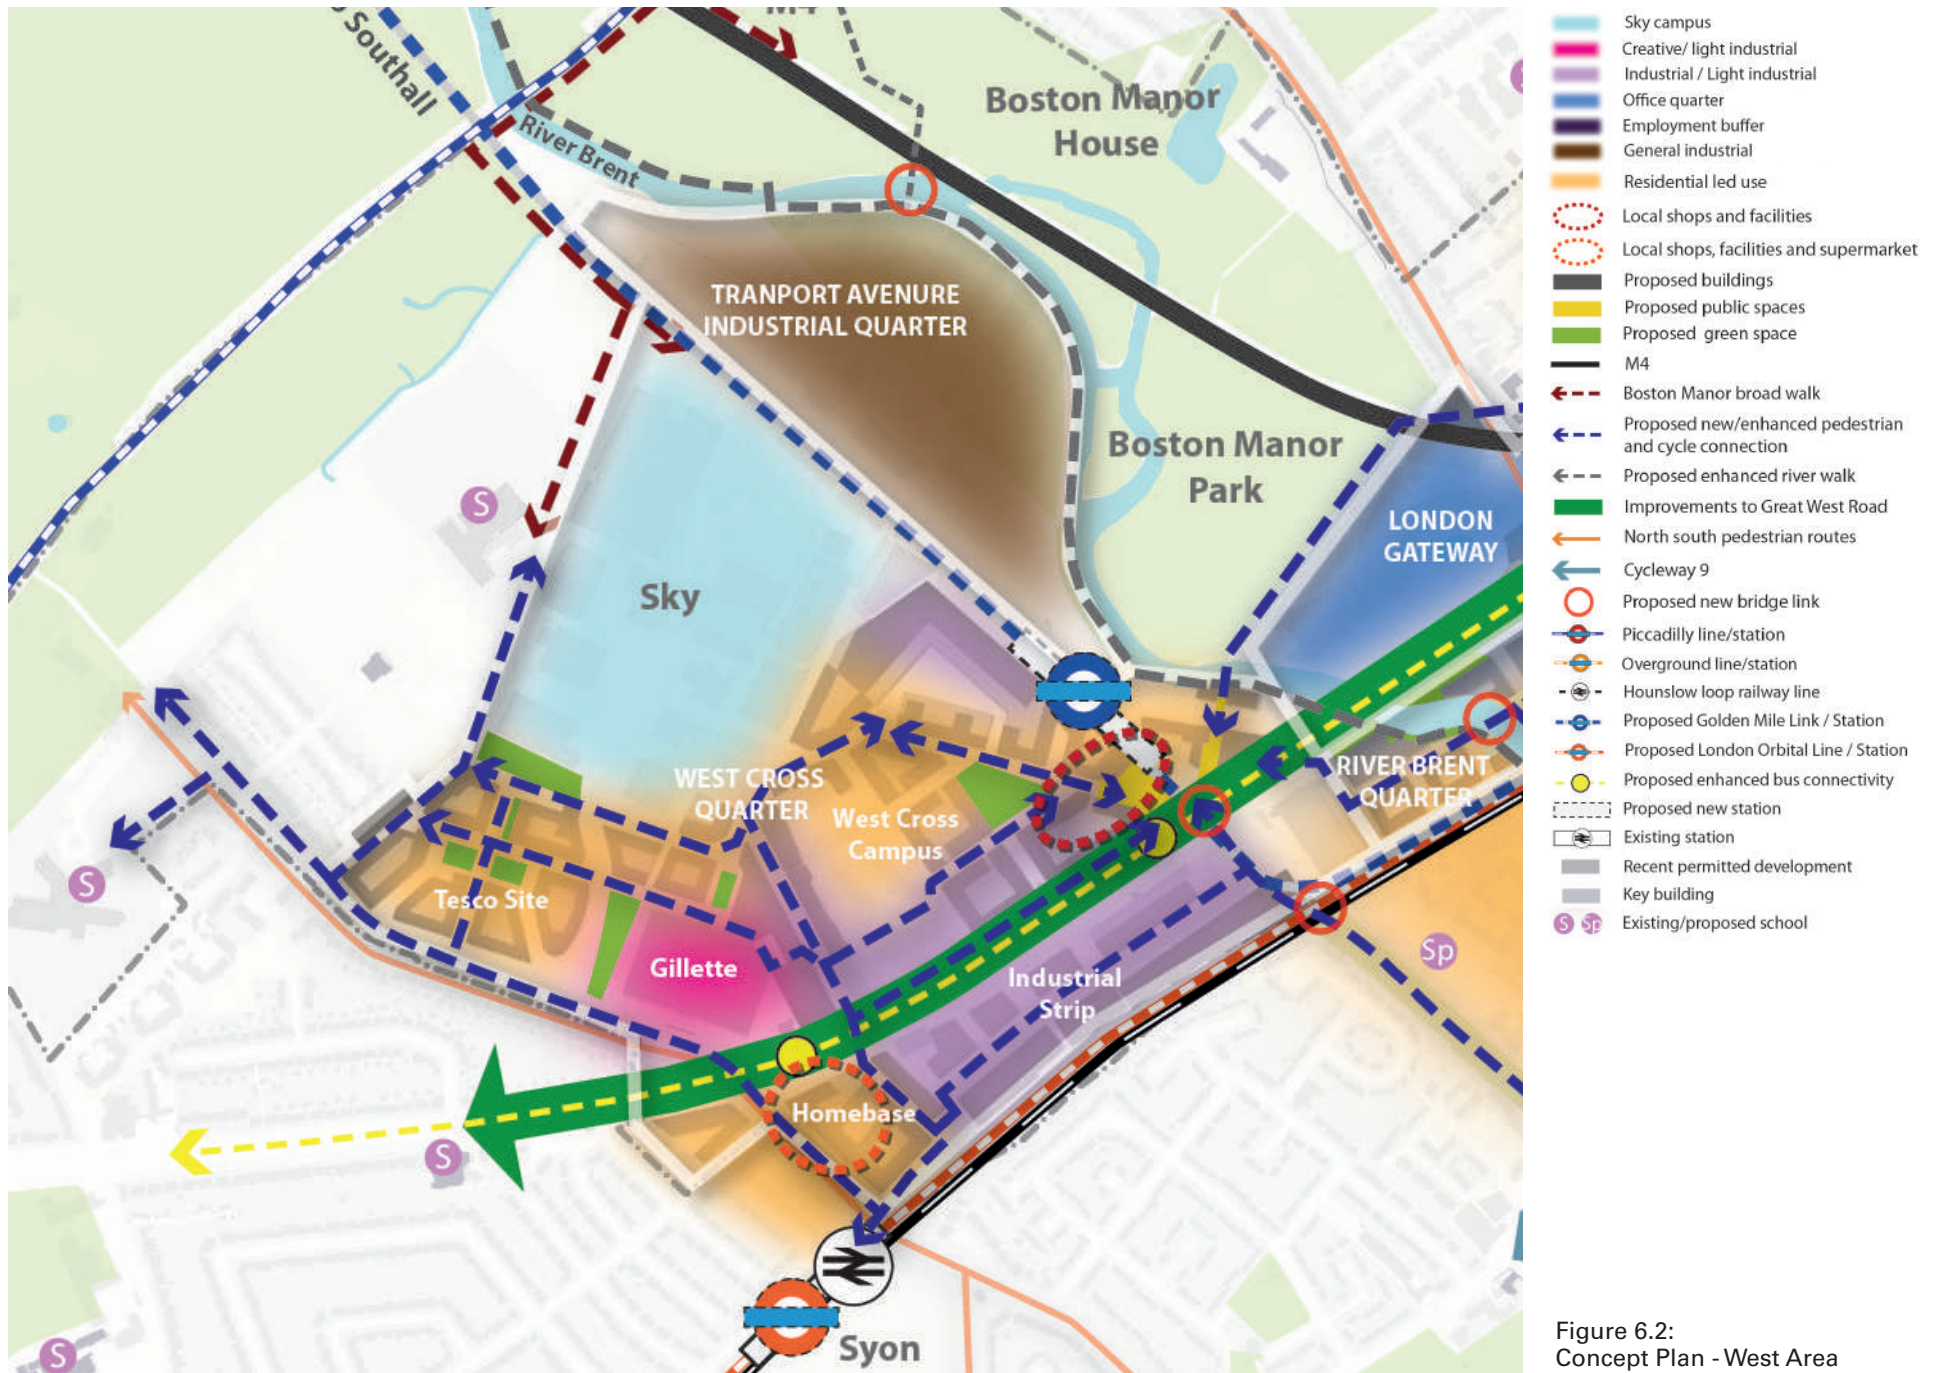 Southall
M4
River Brent
Boston Manor
House
TRANPORT AVENURE
INDUSTRIAL QUARTER
Boston Manor
Park
LONDON
GATEWAY
S
Sky
WEST CROSS
QUARTER
West Cross
Campus
RIVER BRENT
QUARTER
S
Tesco Site
Gillette
Industrial
Strip
Sp
Homebase
S
S
Syon
Sky campus
Creative/ light industrial
Industrial / Light industrial
Office quarter
Employment buffer
General industrial
Residential led use
Local shops and facilities
Local shops, facilities and supermarket
Proposed buildings
Proposed public spaces
Proposed green space
M4
Boston Manor broad walk
Proposed new/enhanced pedestrian
and cycle connection
Proposed enhanced river walk
Improvements to Great West Road
North south pedestrian routes
Cycleway 9
Proposed new bridge link
Piccadilly line/station
Overground line/station
Hounslow loop railway line
Proposed Golden Mile Link / Station
Proposed London Orbital Line / Station
Proposed enhanced bus connectivity
Proposed new station
Existing station
Recent permitted development
Key building
S Sp Existing/proposed school
Figure 6.2:
Concept Plan - West Area